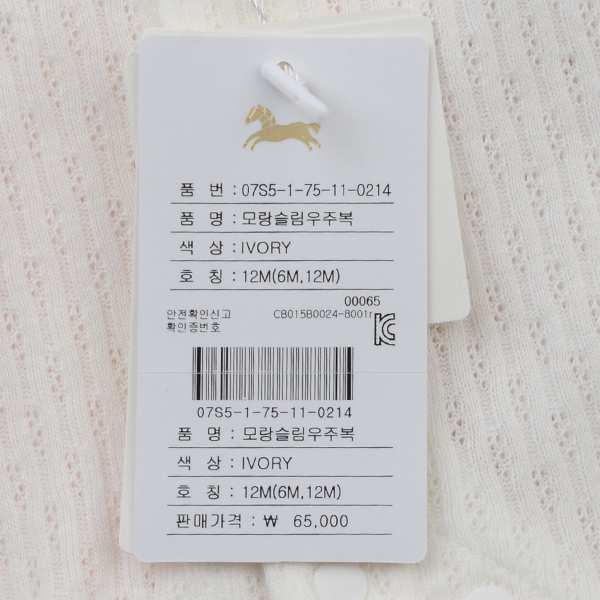 품 번 : 07S5-1-75-11-0214
품 명 : 모랑슬림우주복
색 상 : IVORY
호 칭 : 12M(6M,12M)
00065
안전확인신고 CB015B0024-8001r
확인증번호
07S5-1-75-11-0214
품 명 : 모랑슬림우주복
색 상 : IVORY
호 칭 : 12M(6M,12M)
판매가격 : ₩ 65,000